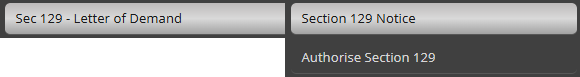 Sec 129 - Letter of Demand
Section 129 Notice
Authorise Section 129